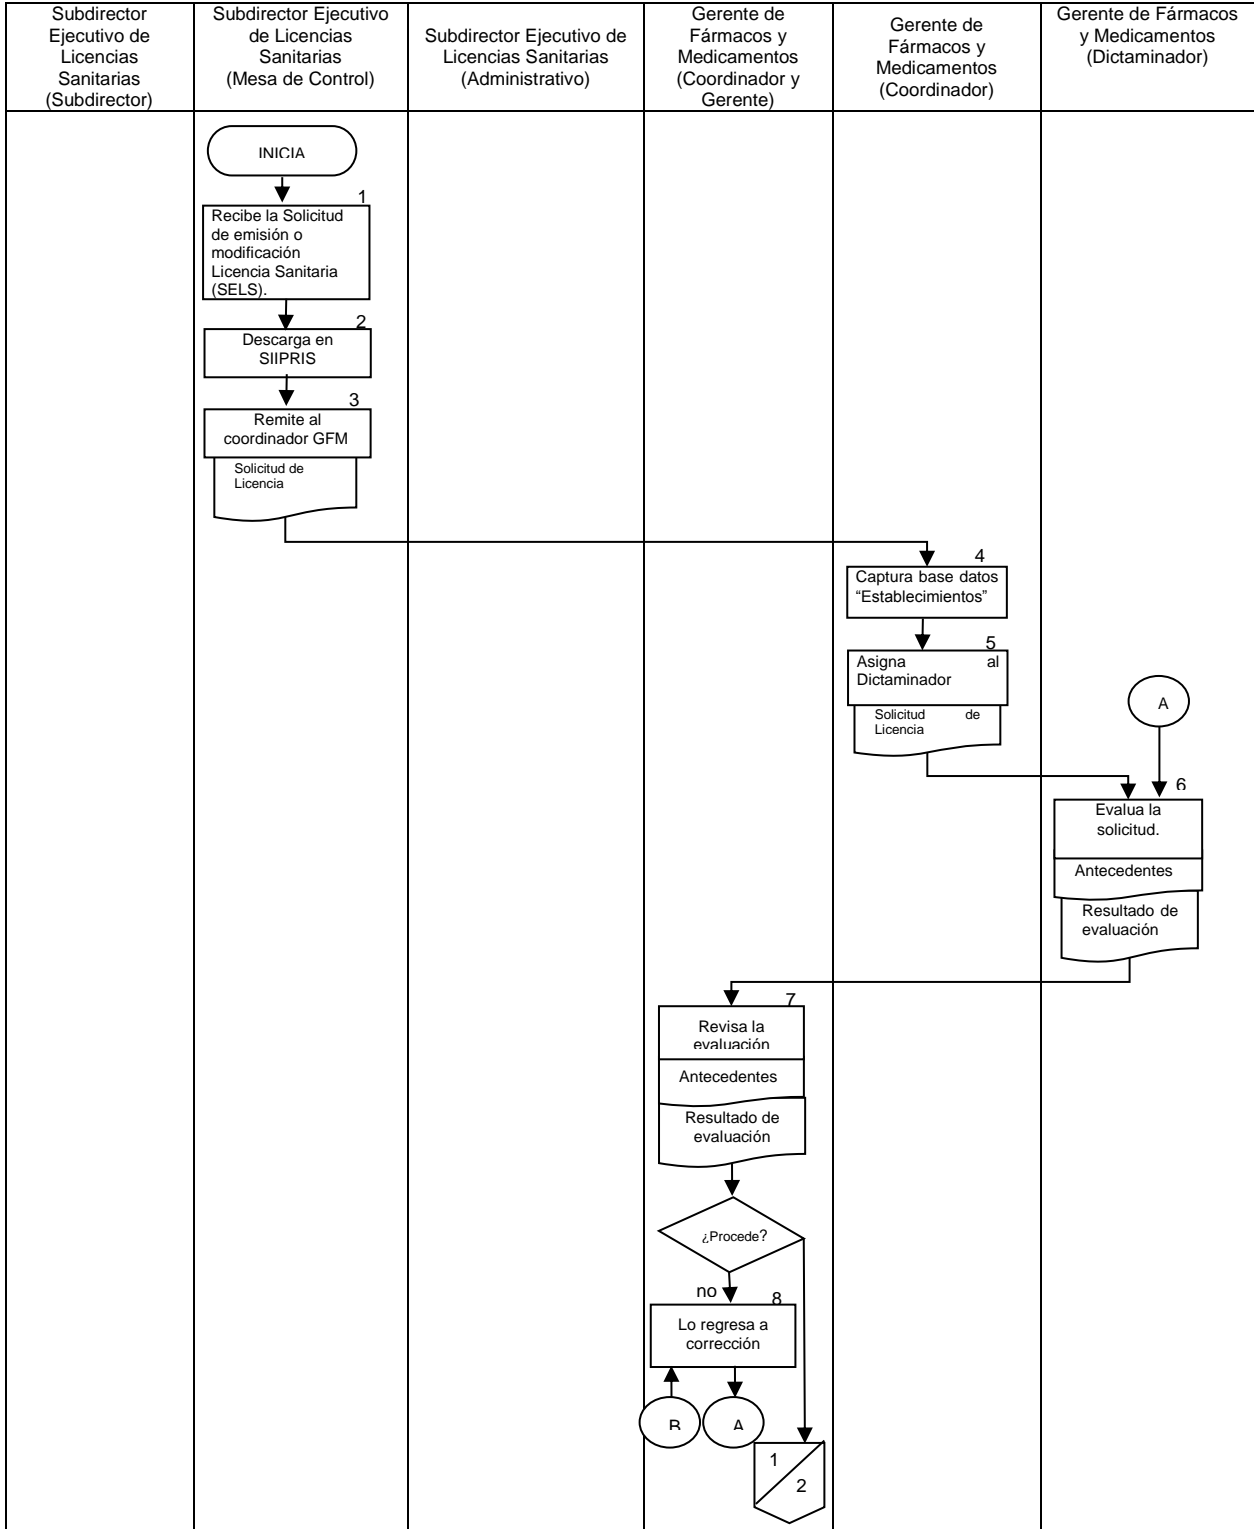 Subdirector
Ejecutivo de
Licencias
Sanitarias
(Subdirector)
Subdirector Ejecutivo
de Licencias
Sanitarias
(Mesa de Control)
Subdirector Ejecutivo de
Licencias Sanitarias
(Administrativo)
Gerente de
Fármacos y
Medicamentos
(Coordinador y
Gerente)
Gerente de
Fármacos y
Medicamentos
(Coordinador)
Gerente de Fármacos
y Medicamentos
(Dictaminador)
INICIA
1
Recibe la Solicitud
de emisión o
modificación
Licencia Sanitaria
(SELS).
2
Descarga en
SIIPRIS
3
Remite al
coordinador GFM
Solicitud de
Licencia
4
Captura base datos
“Establecimientos”
5
Asigna al
Dictaminador
Solicitud de
Licencia
A
6
Evalua la
solicitud.
Antecedentes
Resultado de
evaluación
7
Revisa la
evaluación
Antecedentes
Resultado de
evaluación
¿Procede?
no
8
Lo regresa a
corrección
B
A
1
2